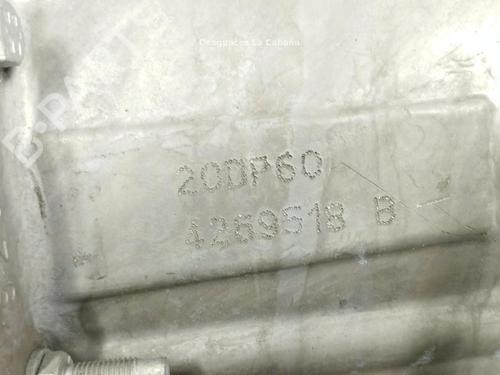 Desguaces La Cabaña
B-PARTS
20DP60
4269518 B